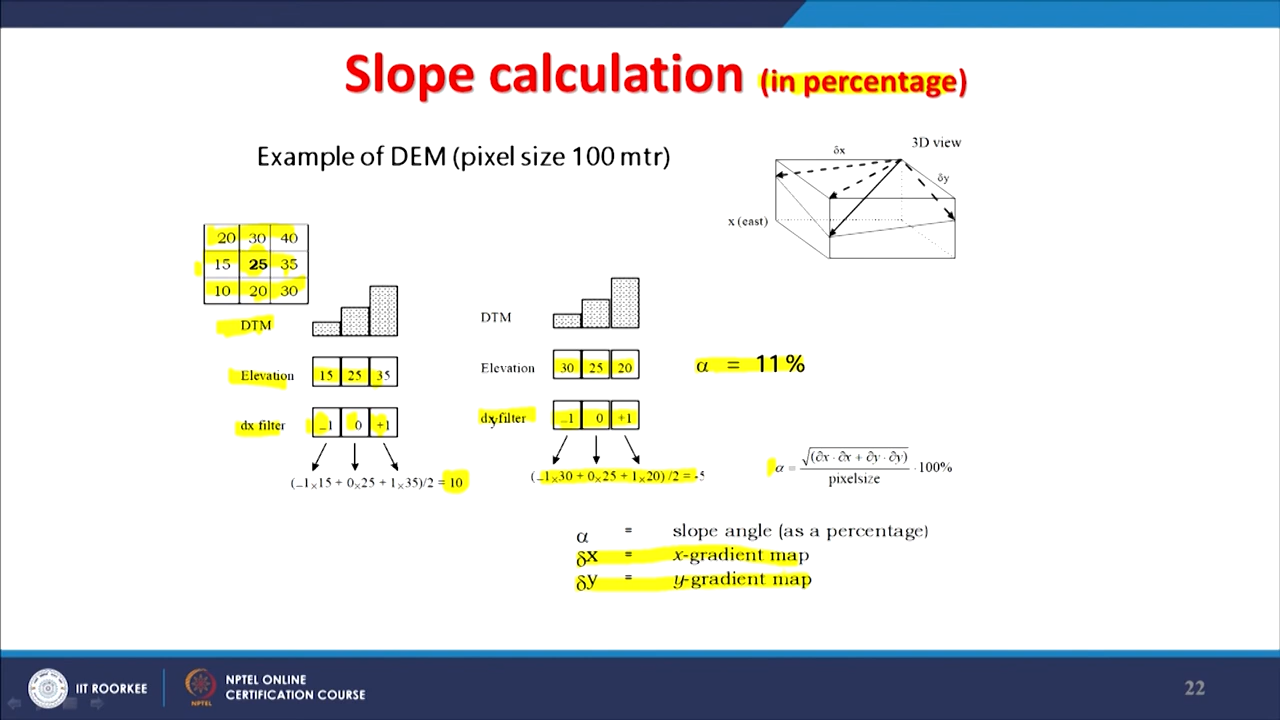 Slope calculation (in percentage)
Example of DEM (pixel size 100 mtr)
3D view
δx
δy
x (east)
20 30 40
15 25 35
10 20 30
DTM
Elevation
15 25 35
dx filter
–1 0 +1
(–1×15 + 0×25 + 1×35)/2 = 10
DTM
Elevation
30 25 20
dxyfilter
–1 0 +1
(–1×30 + 0×25 + 1×20) /2 = -5
α = 11%
α = √(∂x · ∂x + ∂y · ∂y) / pixelsize · 100%
α = slope angle (as a percentage)
δx = x-gradient map
δy = y-gradient map
IIT ROORKEE
NPTEL
NPTEL ONLINE
CERTIFICATION COURSE
22